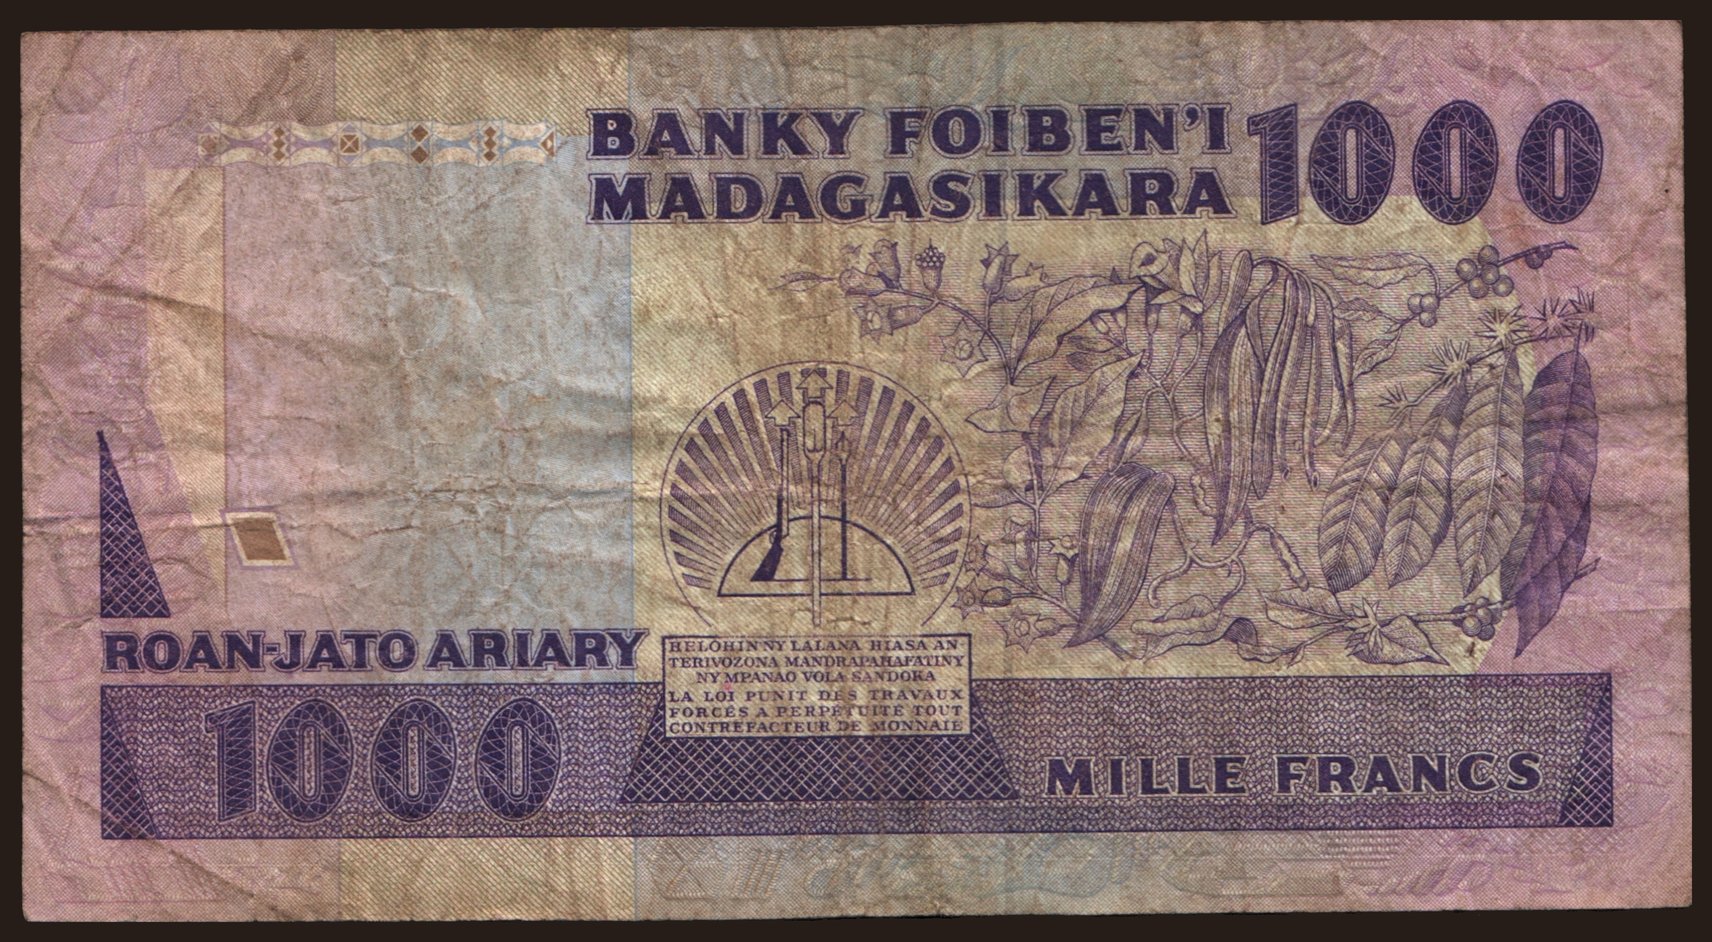 BANKY FOIBEN'I
MADAGASIKARA
1000
ROAN-JATO ARIARY
HELOHIN'NY LALANA HIASA AN-
TERIVOZONA MANDRAPAHAFATINY
NY MPANAO VOLA SANDOKA
LA LOI PUNIT DES TRAVAUX
FORCÉS A PERPÉTUITÉ TOUT
CONTREFACTEUR DE MONNAIE
1000
MILLE FRANCS